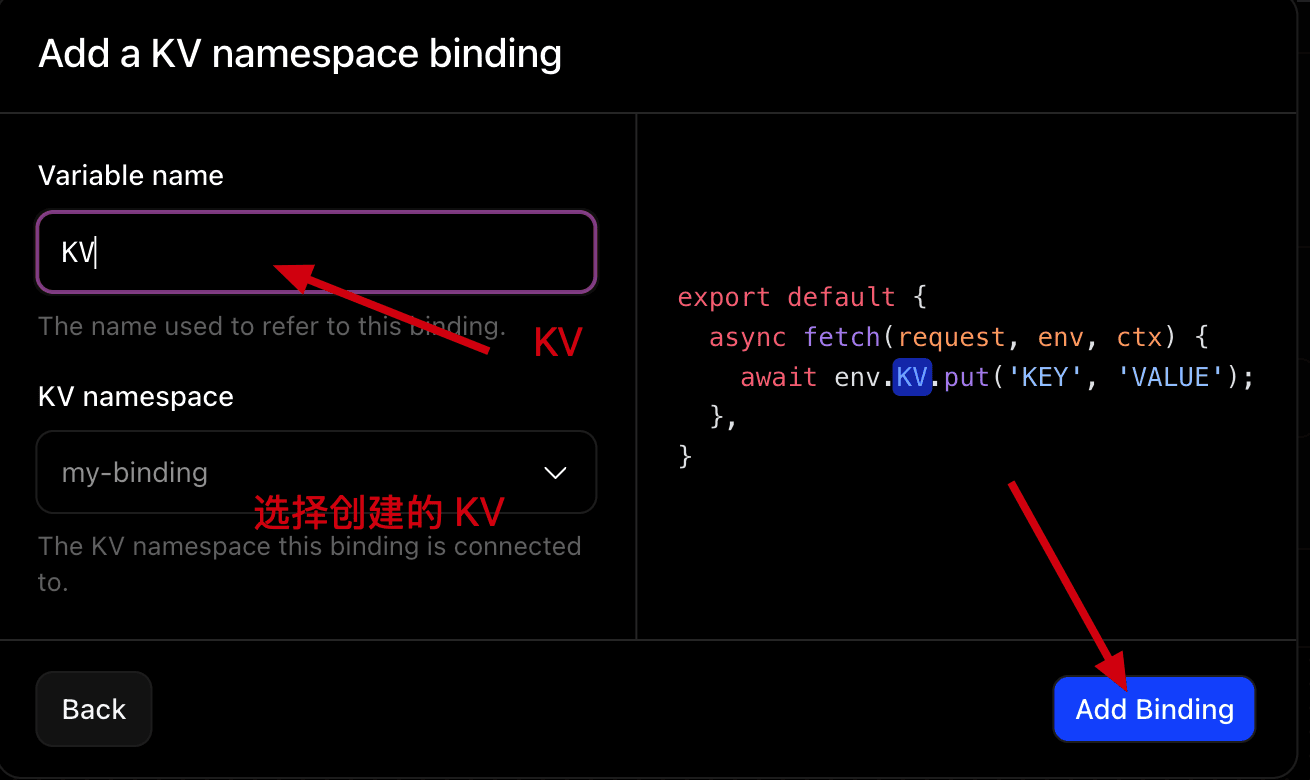 Add a KV namespace binding
Variable name
KV
The name used to refer to this binding.
KV
KV namespace
my-binding
选择创建的 KV
The KV namespace this binding is connected
to.
export default {
  async fetch(request, env, ctx) {
    await env.KV.put('KEY', 'VALUE');
  },
}
Back
Add Binding